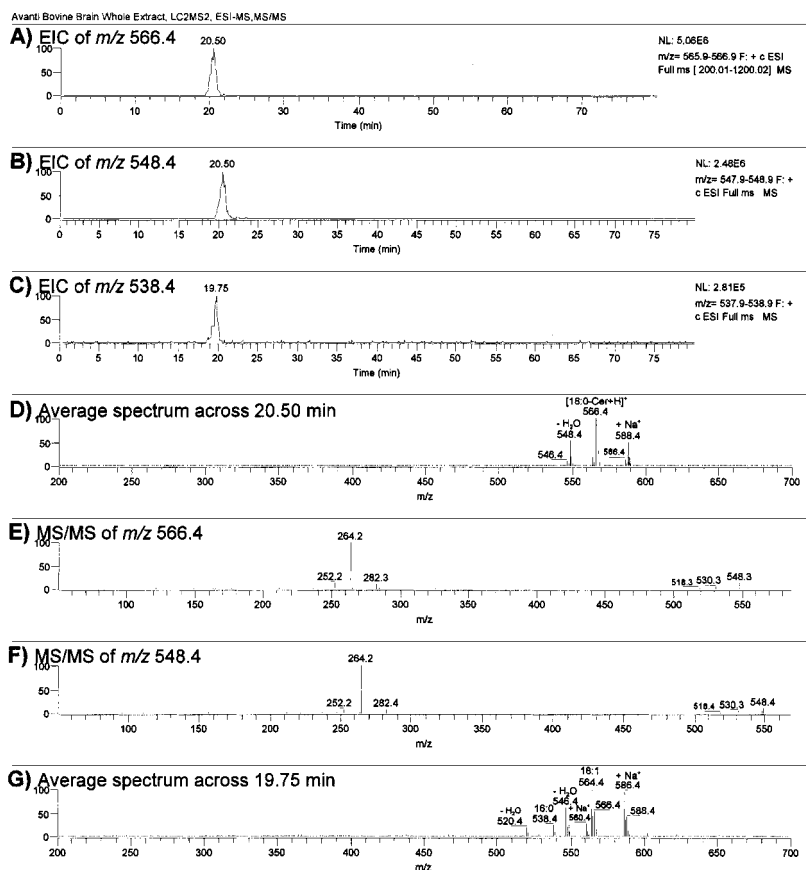 Avanti Bovine Brain Whole Extract, LC2MS2, ESI-MS,MS/MS
A) EIC of m/z 566.4
20.50
NL: 5.06E6
m/z= 565.9-566.9 F: + c ESI
Full ms [ 200.01-1200.02] MS
100
50
0
0 10 20 30 40 50 60 70
Time (min)
B) EIC of m/z 548.4
20.50
NL: 2.48E6
m/z= 547.9-548.9 F: +
c ESI Full ms MS
100
50
0
0 5 10 15 20 25 30 35 40 45 50 55 60 65 70 75
Time (min)
C) EIC of m/z 538.4
19.75
NL: 2.81E5
m/z= 537.9-538.9 F: +
c ESI Full ms MS
100
50
0
0 5 10 15 20 25 30 35 40 45 50 55 60 65 70 75
Time (min)
D) Average spectrum across 20.50 min
[18:0-Cer+H]+
566.4
- H2O
548.4
+ Na+
588.4
546.4
566.4
100
50
0
200 250 300 350 400 450 500 550 600 650 700
m/z
E) MS/MS of m/z 566.4
264.2
252.2
282.3
518.3 530.3 548.3
100
50
0
100 150 200 250 300 350 400 450 500 550
m/z
F) MS/MS of m/z 548.4
264.2
252.2
282.4
518.4 530.3 548.4
100
50
0
100 150 200 250 300 350 400 450 500 550
m/z
G) Average spectrum across 19.75 min
18:1
564.4
+ Na+
586.4
- H2O
546.4
- H2O
520.4
16:0
538.4
+ Na+
560.4
566.4
588.4
100
50
0
200 250 300 350 400 450 500 550 600 650 700
m/z